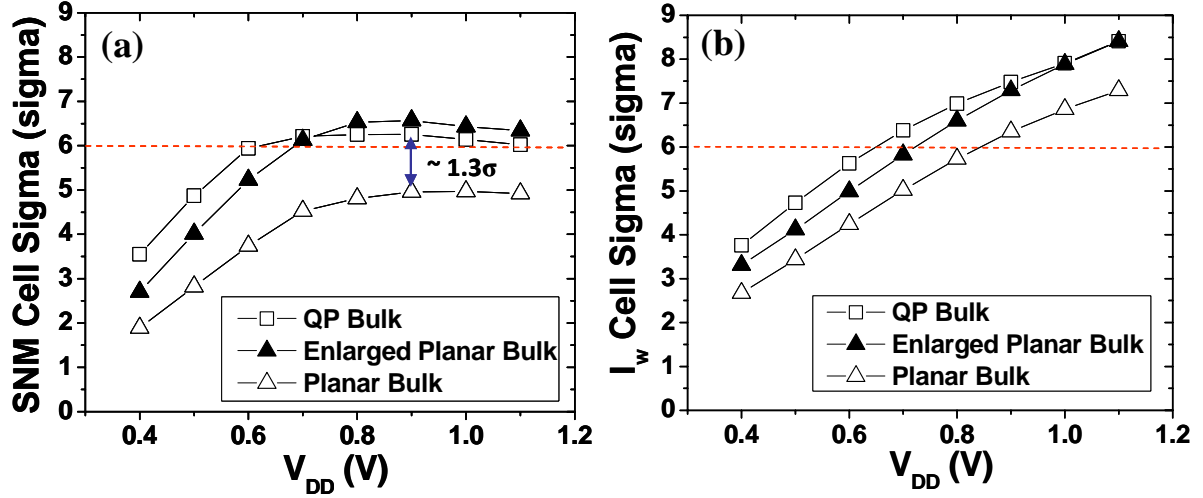 (a)
SNM Cell Sigma (sigma)
9
8
7
6
5
4
3
2
1
0
~ 1.3σ
QP Bulk
Enlarged Planar Bulk
Planar Bulk
0.4 0.6 0.8 1.0 1.2
VDD (V)
(b)
Iw Cell Sigma (sigma)
9
8
7
6
5
4
3
2
1
0
QP Bulk
Enlarged Planar Bulk
Planar Bulk
0.4 0.6 0.8 1.0 1.2
VDD (V)